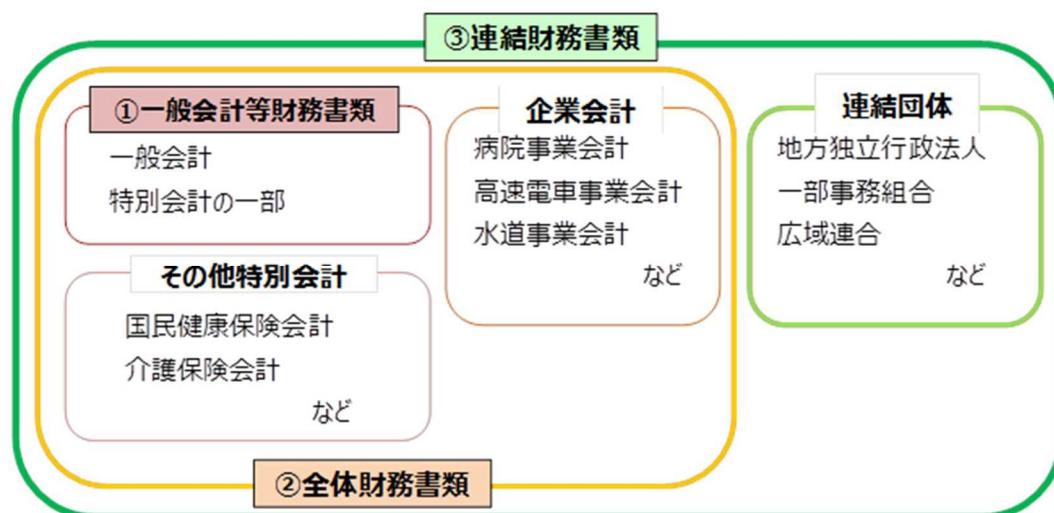 ③連結財務書類
①一般会計等財務書類
一般会計
特別会計の一部
その他特別会計
国民健康保険会計
介護保険会計
など
企業会計
病院事業会計
高速電車事業会計
水道事業会計
など
②全体財務書類
連結団体
地方独立行政法人
一部事務組合
広域連合
など